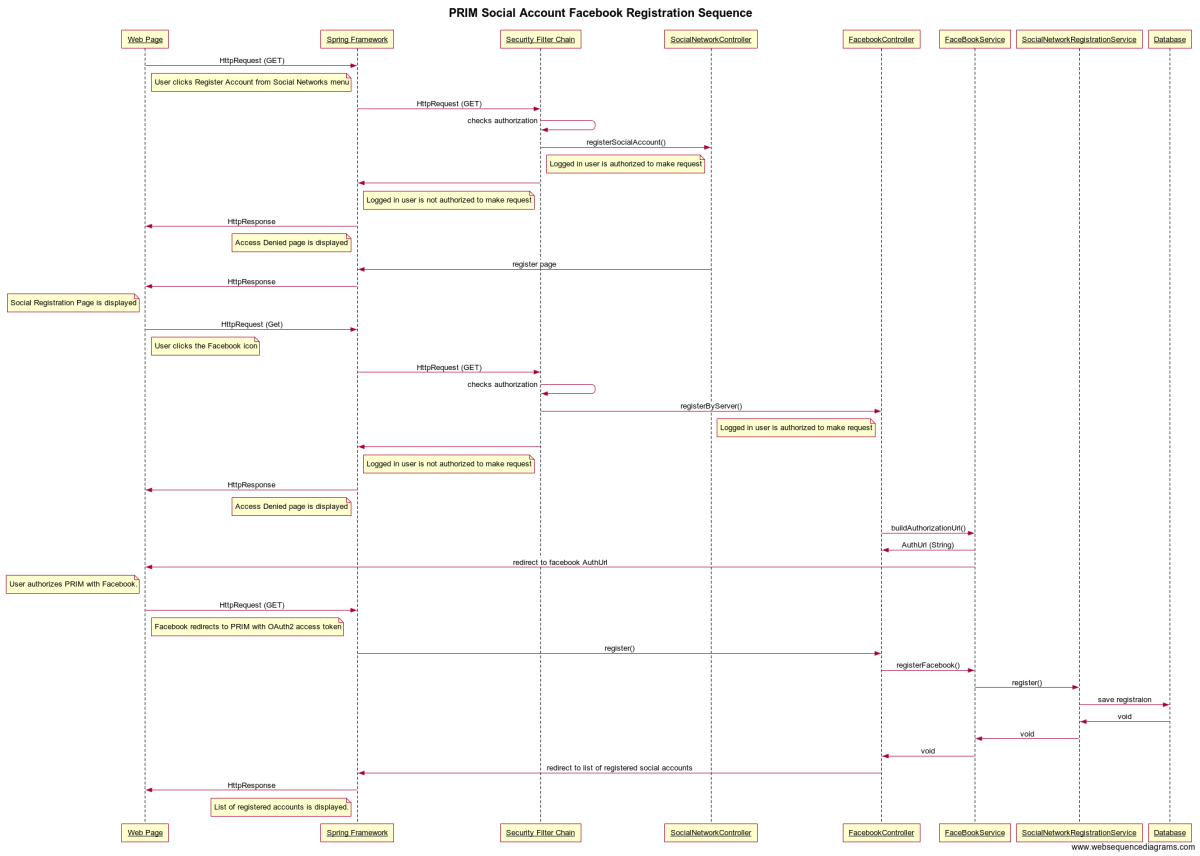 PRIM Social Account Facebook Registration Sequence
Web Page
Spring Framework
Security Filter Chain
SocialNetworkController
FacebookController
FaceBookService
SocialNetworkRegistrationService
Database
HttpRequest (GET)
User clicks Register Account from Social Networks menu
HttpRequest (GET)
checks authorization
registerSocialAccount()
Logged in user is authorized to make request
Logged in user is not authorized to make request
HttpResponse
Access Denied page is displayed
register page
HttpResponse
Social Registration Page is displayed
HttpRequest (Get)
User clicks the Facebook icon
HttpRequest (GET)
checks authorization
registerByServer()
Logged in user is authorized to make request
Logged in user is not authorized to make request
HttpResponse
Access Denied page is displayed
buildAuthorizationUrl()
AuthUrl (String)
redirect to facebook AuthUrl
User authorizes PRIM with Facebook.
HttpRequest (GET)
Facebook redirects to PRIM with OAuth2 access token
register()
registerFacebook()
register()
save registraion
void
void
void
redirect to list of registered social accounts
HttpResponse
List of registered accounts is displayed.
Web Page
Spring Framework
Security Filter Chain
SocialNetworkController
FacebookController
FaceBookService
SocialNetworkRegistrationService
Database
www.websequencediagrams.com